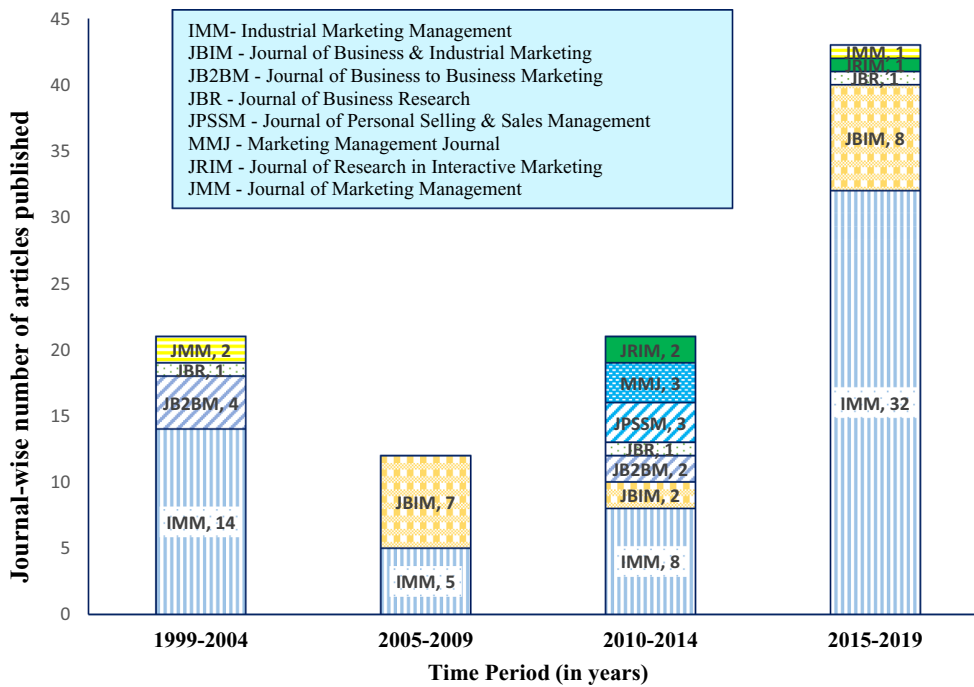 45
40
35
30
25
20
15
10
5
0
Journal-wise number of articles published
IMM- Industrial Marketing Management
JBIM - Journal of Business & Industrial Marketing
JB2BM - Journal of Business to Business Marketing
JBR - Journal of Business Research
JPSSM - Journal of Personal Selling & Sales Management
MMJ - Marketing Management Journal
JRIM - Journal of Research in Interactive Marketing
JMM - Journal of Marketing Management
JMM, 2
JBR, 1
JB2BM, 4
IMM, 14
JBIM, 7
IMM, 5
JRIM, 2
MMJ, 3
JPSSM, 3
JBR, 1
JB2BM, 2
JBIM, 2
IMM, 8
JMM, 1
JRIM, 1
JBR, 1
JBIM, 8
IMM, 32
1999-2004
2005-2009
2010-2014
2015-2019
Time Period (in years)